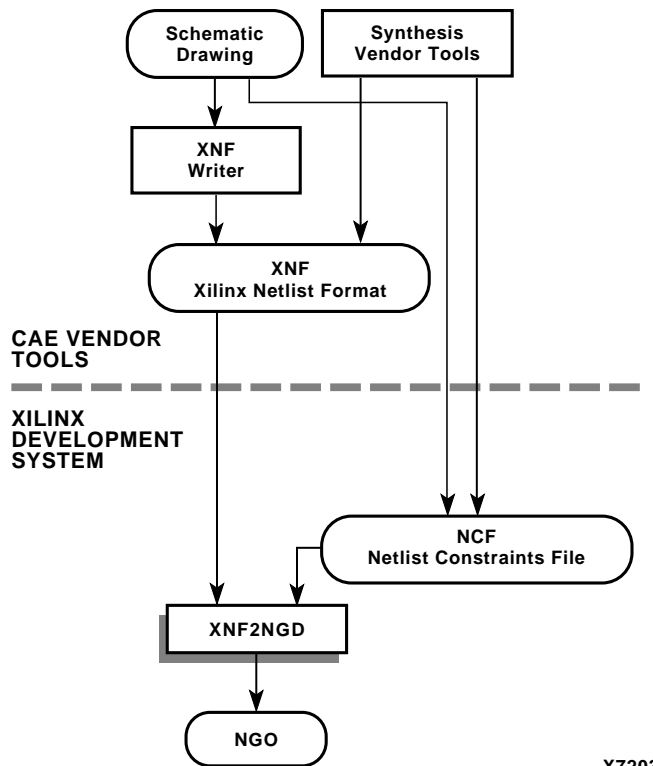 Schematic
Drawing
Synthesis
Vendor Tools
XNF
Writer
XNF
Xilinx Netlist Format
CAE VENDOR
TOOLS
XILINX
DEVELOPMENT
SYSTEM
NCF
Netlist Constraints File
XNF2NGD
NGO